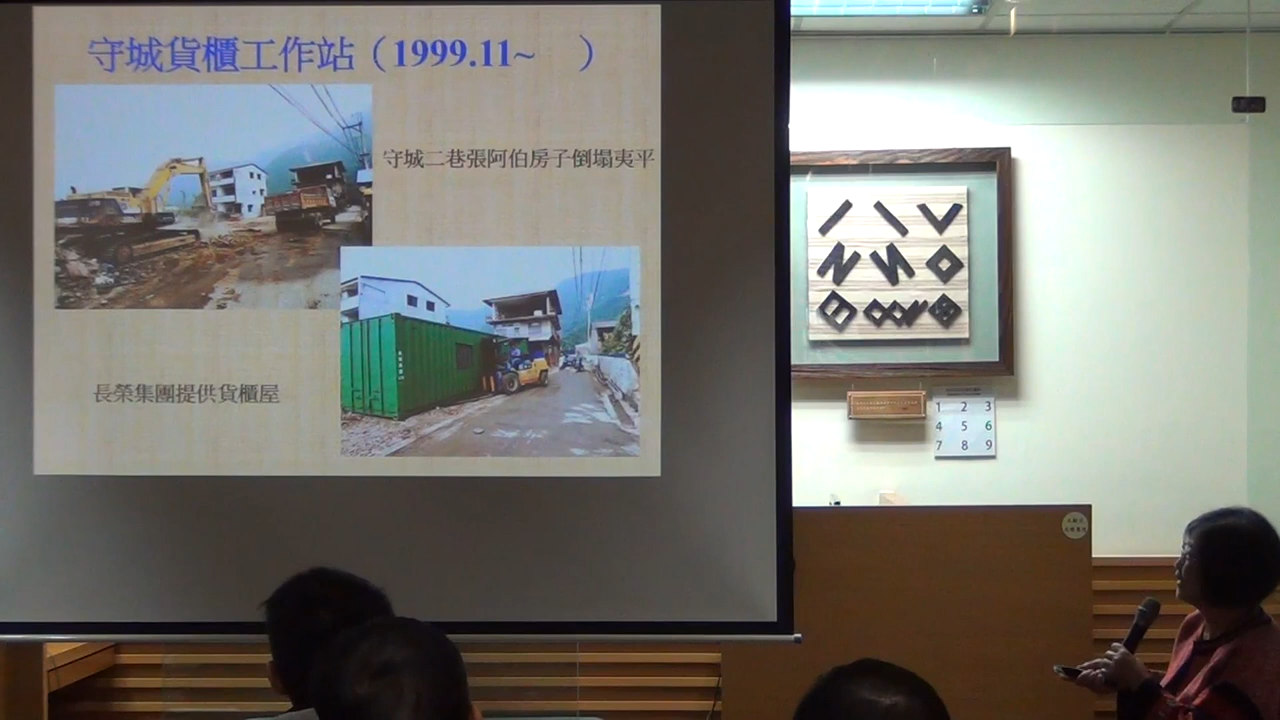 守城貨櫃工作站（1999.11~　）
守城二巷張阿伯房子倒塌夷平
長榮集團提供貨櫃屋
1 2 3
4 5 6
7 8 9